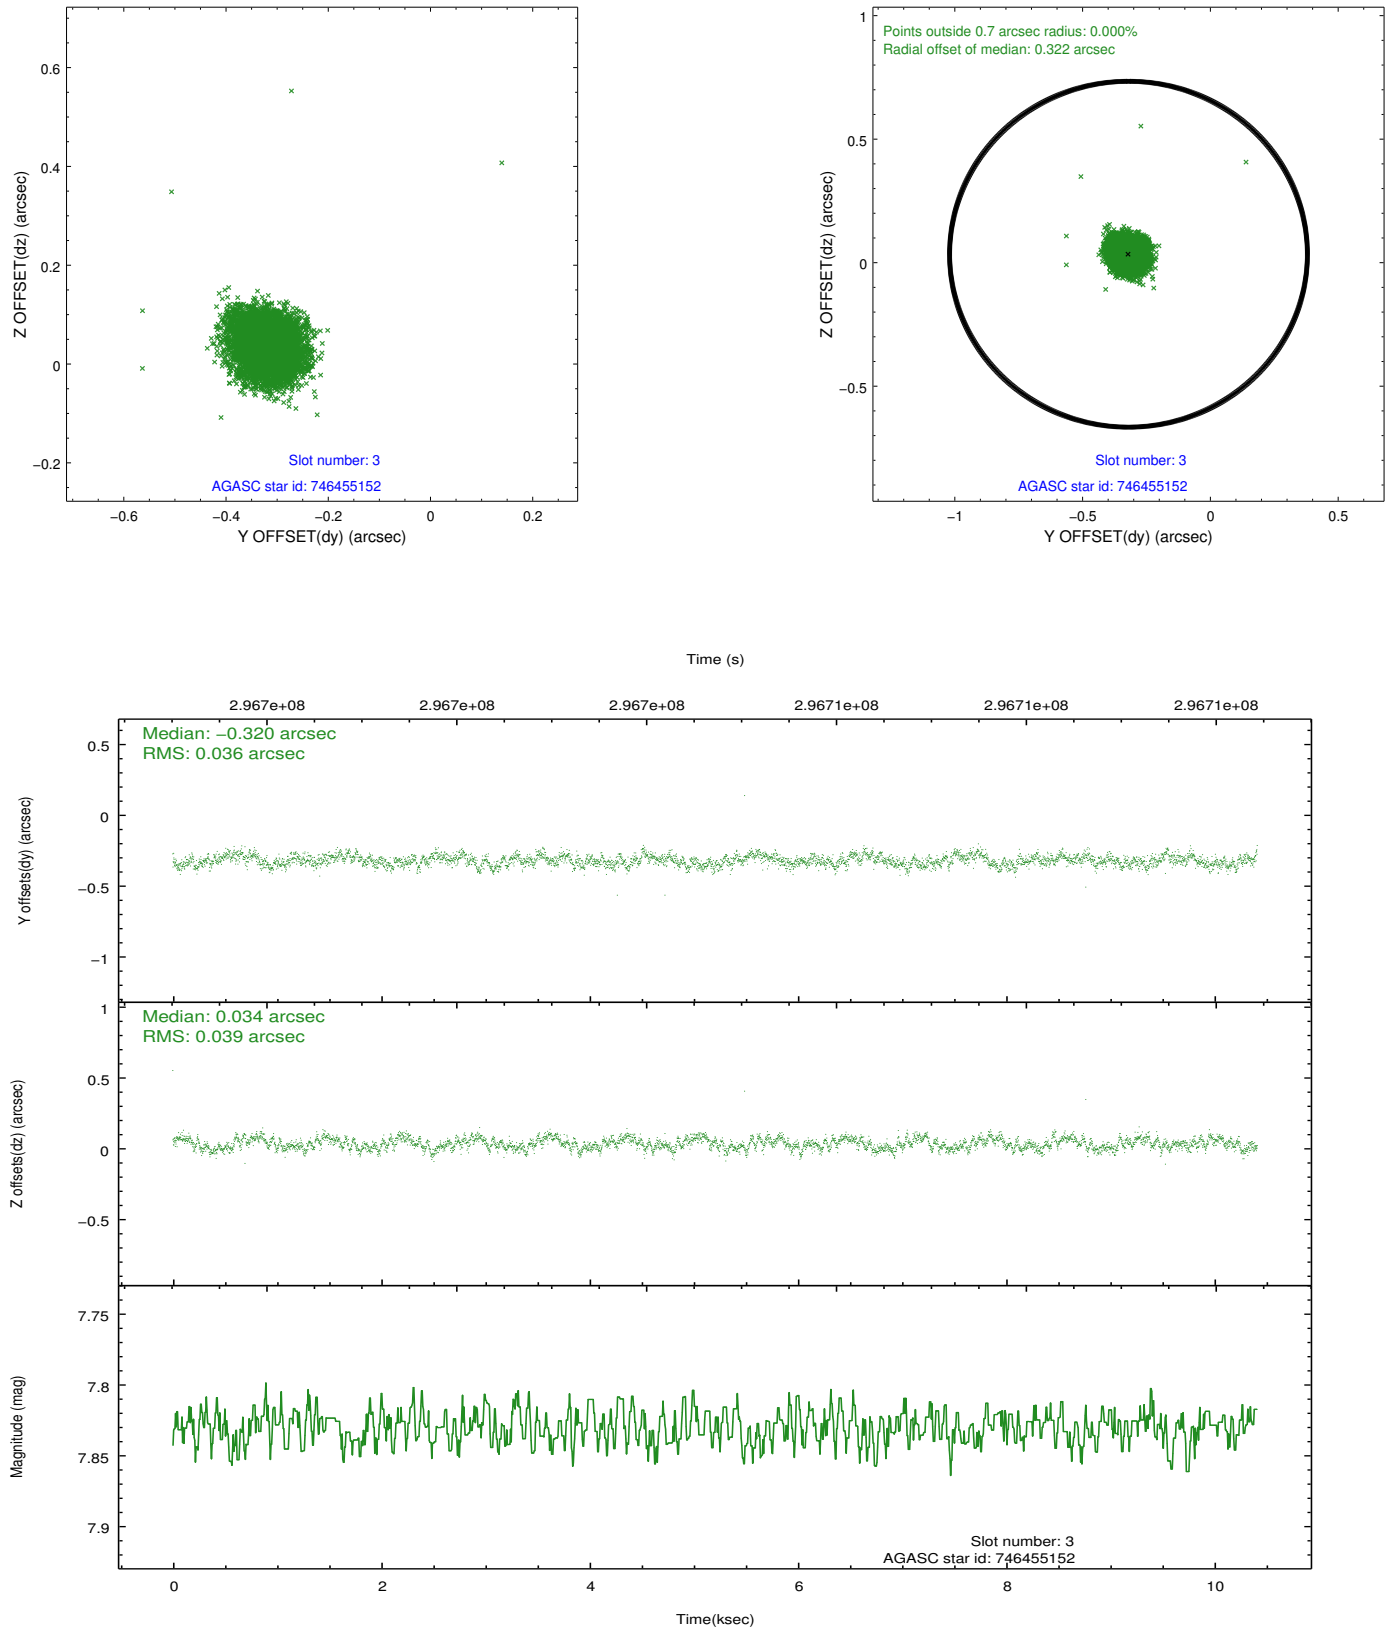 0.6
0.4
0.2
0
−0.2
Z OFFSET(dz) (arcsec)
Slot number: 3
AGASC star id: 746455152
−0.6 −0.4 −0.2 0 0.2
Y OFFSET(dy) (arcsec)
Points outside 0.7 arcsec radius: 0.000%
Radial offset of median: 0.322 arcsec
1
0.5
0
−0.5
Z OFFSET(dz) (arcsec)
Slot number: 3
AGASC star id: 746455152
−1 −0.5 0 0.5
Y OFFSET(dy) (arcsec)
Time (s)
2.967e+08 2.967e+08 2.967e+08 2.9671e+08 2.9671e+08 2.9671e+08
Median: −0.320 arcsec
RMS: 0.036 arcsec
0.5
0
−0.5
−1
Y offsets(dy) (arcsec)
Median: 0.034 arcsec
RMS: 0.039 arcsec
1
0.5
0
−0.5
Z offsets(dz) (arcsec)
7.75
7.8
7.85
7.9
Magnitude (mag)
Slot number: 3
AGASC star id: 746455152
0 2 4 6 8 10
Time(ksec)